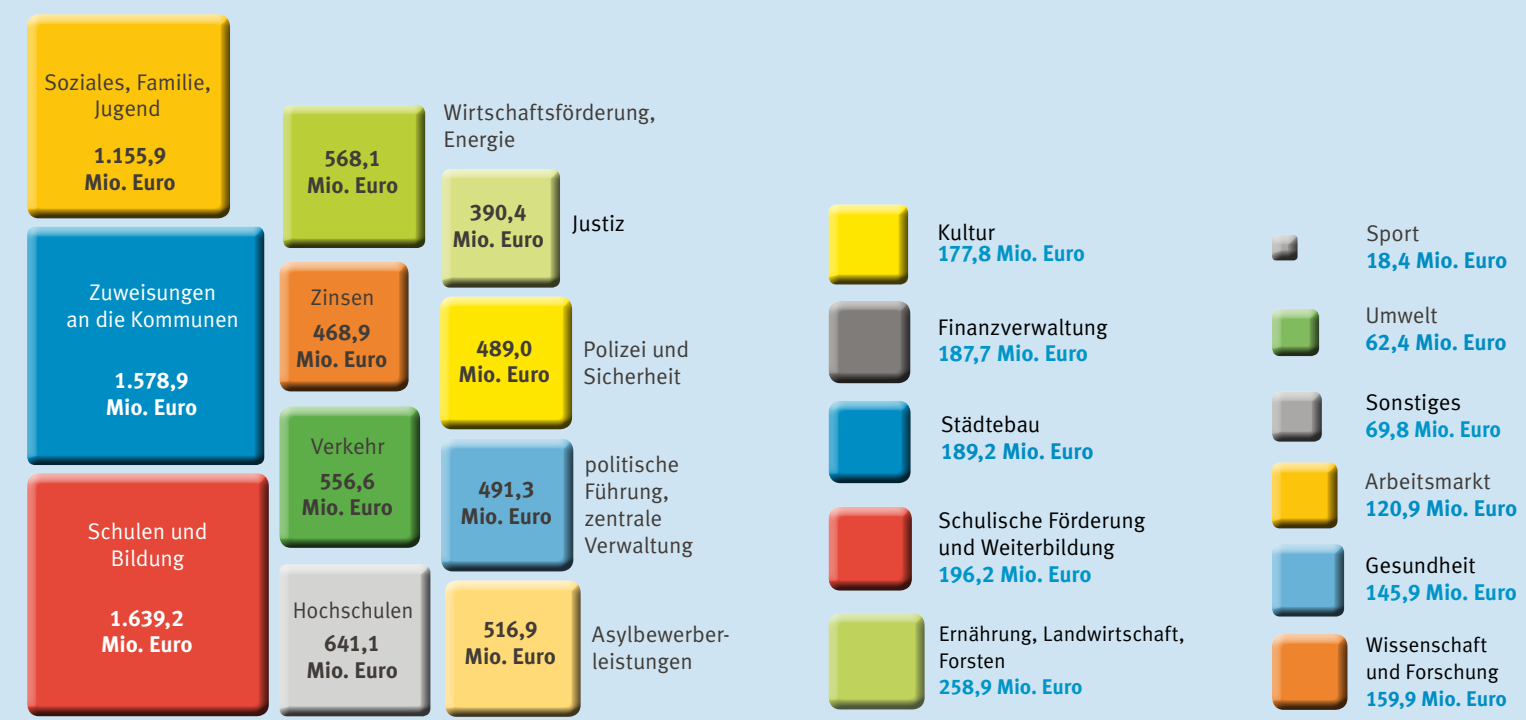 Soziales, Familie,
Jugend
1.155,9
Mio. Euro
Zuweisungen
an die Kommunen
1.578,9
Mio. Euro
Schulen und
Bildung
1.639,2
Mio. Euro
568,1
Mio. Euro
Wirtschaftsförderung,
Energie
Zinsen
468,9
Mio. Euro
Verkehr
556,6
Mio. Euro
Hochschulen
641,1
Mio. Euro
390,4
Mio. Euro
Justiz
489,0
Mio. Euro
Polizei und
Sicherheit
491,3
Mio. Euro
politische
Führung,
zentrale
Verwaltung
516,9
Mio. Euro
Asylbewerber-
leistungen
Kultur
177,8 Mio. Euro
Finanzverwaltung
187,7 Mio. Euro
Städtebau
189,2 Mio. Euro
Schulische Förderung
und Weiterbildung
196,2 Mio. Euro
Ernährung, Landwirtschaft,
Forsten
258,9 Mio. Euro
Sport
18,4 Mio. Euro
Umwelt
62,4 Mio. Euro
Sonstiges
69,8 Mio. Euro
Arbeitsmarkt
120,9 Mio. Euro
Gesundheit
145,9 Mio. Euro
Wissenschaft
und Forschung
159,9 Mio. Euro